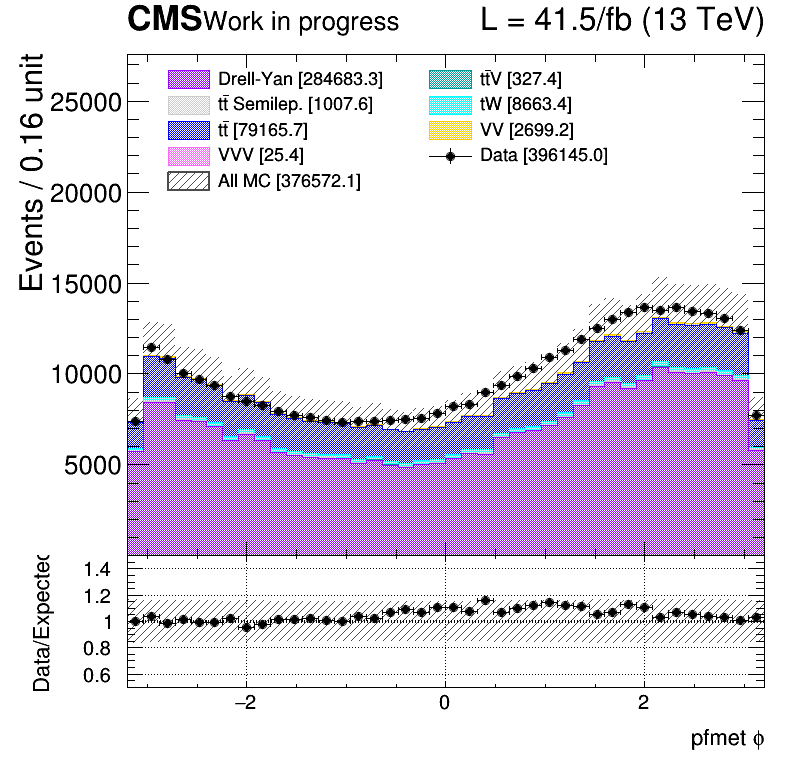 CMS Work in progress L = 41.5/fb (13 TeV)
Events / 0.16 unit
25000
20000
15000
10000
5000
Drell-Yan [284683.3]
tt̄ Semilep. [1007.6]
tt̄ [79165.7]
VVV [25.4]
All MC [376572.1]
tt̄V [327.4]
tW [8663.4]
VV [2699.2]
Data [396145.0]
Data/Expected
1.4
1.2
1
0.8
0.6
−2 0 2
pfmet ϕ